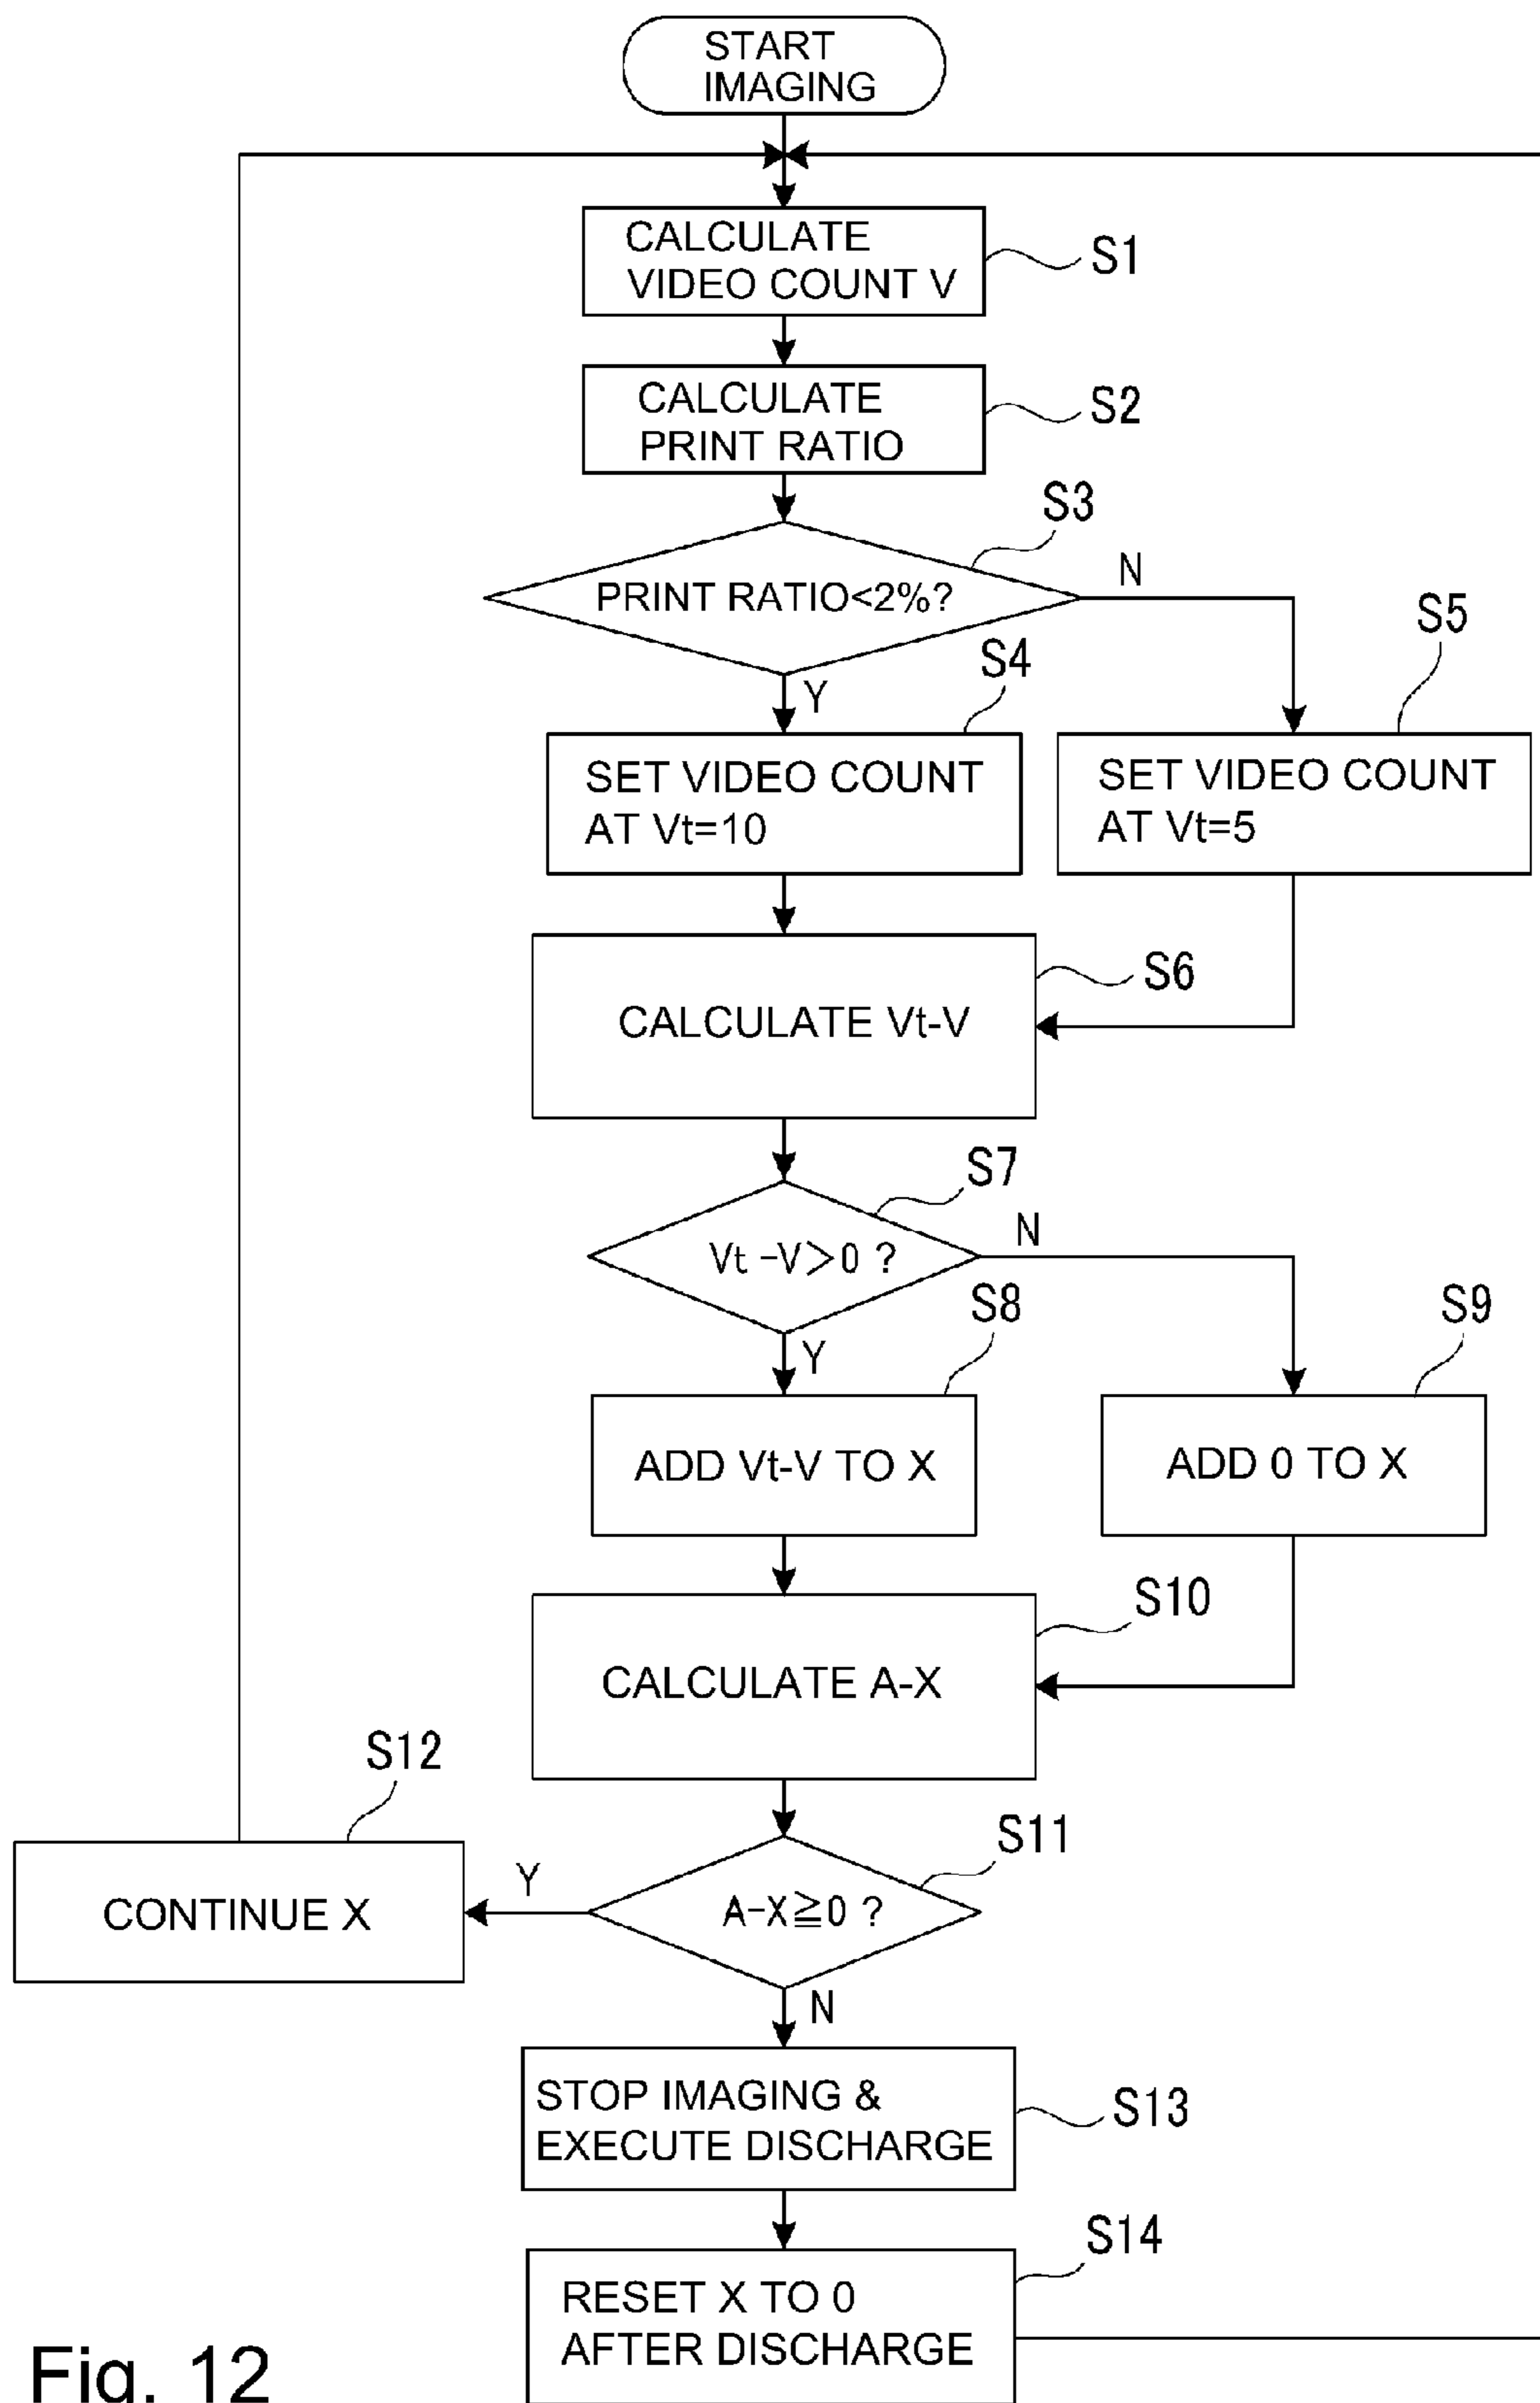 START
IMAGING
CALCULATE
VIDEO COUNT V
S1
CALCULATE
PRINT RATIO
S2
S3
PRINT RATIO<2%?
N
Y
S4
S5
SET VIDEO COUNT
AT Vt=10
SET VIDEO COUNT
AT Vt=5
S6
CALCULATE Vt-V
S7
Vt -V>0 ?
N
Y
S8
S9
ADD Vt-V TO X
ADD 0 TO X
S10
CALCULATE A-X
S12
S11
CONTINUE X
Y
A-X≧0 ?
N
STOP IMAGING &
EXECUTE DISCHARGE
S13
S14
RESET X TO 0
AFTER DISCHARGE
Fig. 12